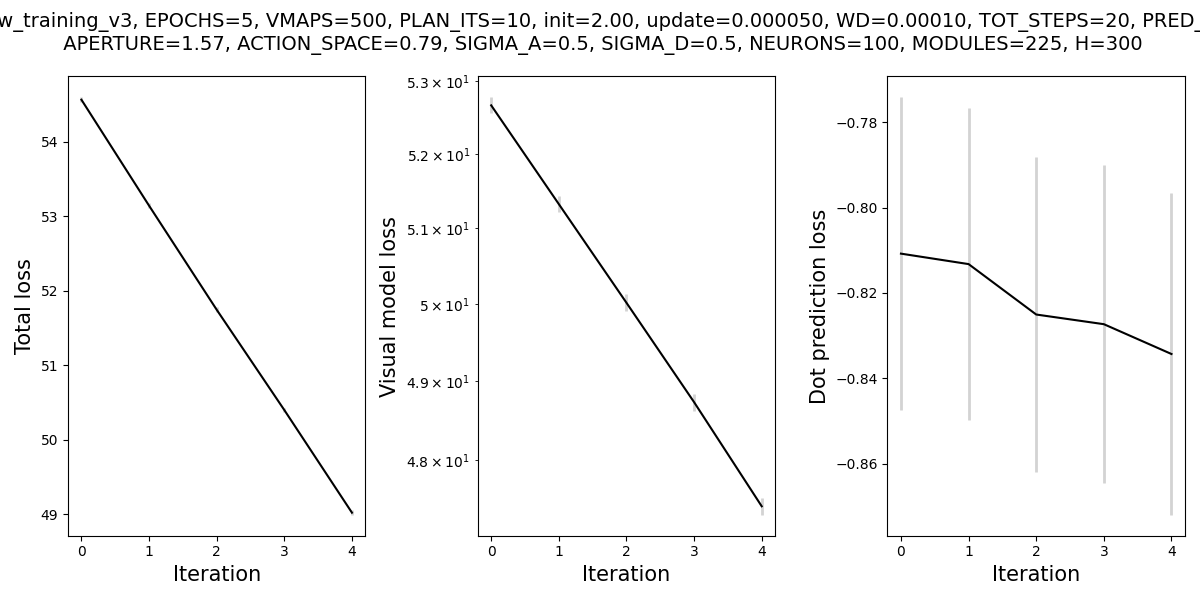 w_training_v3, EPOCHS=5, VMAPS=500, PLAN_ITS=10, init=2.00, update=0.000050, WD=0.00010, TOT_STEPS=20, PRED_
APERTURE=1.57, ACTION_SPACE=0.79, SIGMA_A=0.5, SIGMA_D=0.5, NEURONS=100, MODULES=225, H=300
Total loss
54
53
52
51
50
49
0 1 2 3 4
Iteration
Visual model loss
5.3 × 10¹
5.2 × 10¹
5.1 × 10¹
5 × 10¹
4.9 × 10¹
4.8 × 10¹
0 1 2 3 4
Iteration
Dot prediction loss
−0.78
−0.80
−0.82
−0.84
−0.86
0 1 2 3 4
Iteration